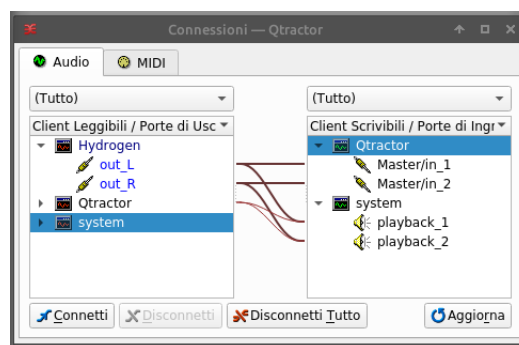 Connessioni — Qtractor
Audio
MIDI
(Tutto)
(Tutto)
Client Leggibili / Porte di Usc
Client Scrivibili / Porte di Ingr
Hydrogen
out_L
out_R
Qtractor
system
Qtractor
Master/in_1
Master/in_2
system
playback_1
playback_2
Connetti
Disconnetti
Disconnetti Tutto
Aggiorna